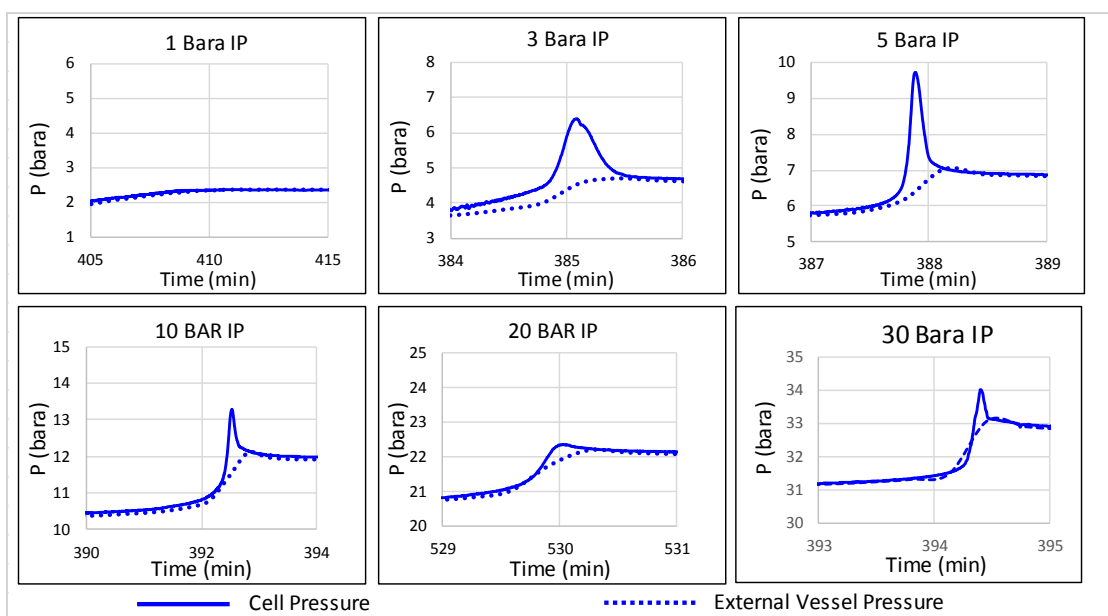 1 Bara IP
6
5
4
3
2
1
P (bara)
405
410
415
Time (min)
3 Bara IP
8
7
6
5
4
3
P (bara)
384
385
386
Time (min)
5 Bara IP
10
9
8
7
6
5
P (bara)
387
388
389
Time (min)
10 BAR IP
15
14
13
12
11
10
P (bara)
390
392
394
Time (min)
20 BAR IP
25
24
23
22
21
20
P (bara)
529
530
531
Time (min)
30 Bara IP
35
34
33
32
31
30
P (bara)
393
394
395
Time (min)
Cell Pressure
External Vessel Pressure